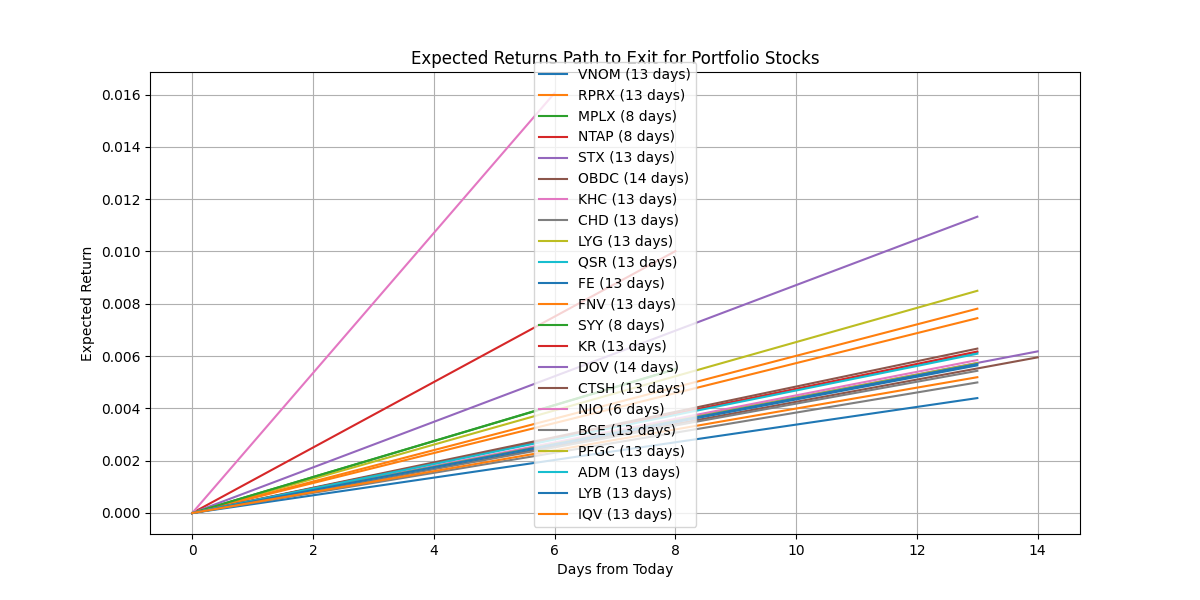 Expected Returns Path to Exit for Portfolio Stocks
VNOM (13 days)
RPRX (13 days)
MPLX (8 days)
NTAP (8 days)
STX (13 days)
OBDC (14 days)
KHC (13 days)
CHD (13 days)
LYG (13 days)
QSR (13 days)
FE (13 days)
FNV (13 days)
SYY (8 days)
KR (13 days)
DOV (14 days)
CTSH (13 days)
NIO (6 days)
BCE (13 days)
PFGC (13 days)
ADM (13 days)
LYB (13 days)
IQV (13 days)
Expected Return
0.016
0.014
0.012
0.010
0.008
0.006
0.004
0.002
0.000
0 2 4 6 8 10 12 14
Days from Today